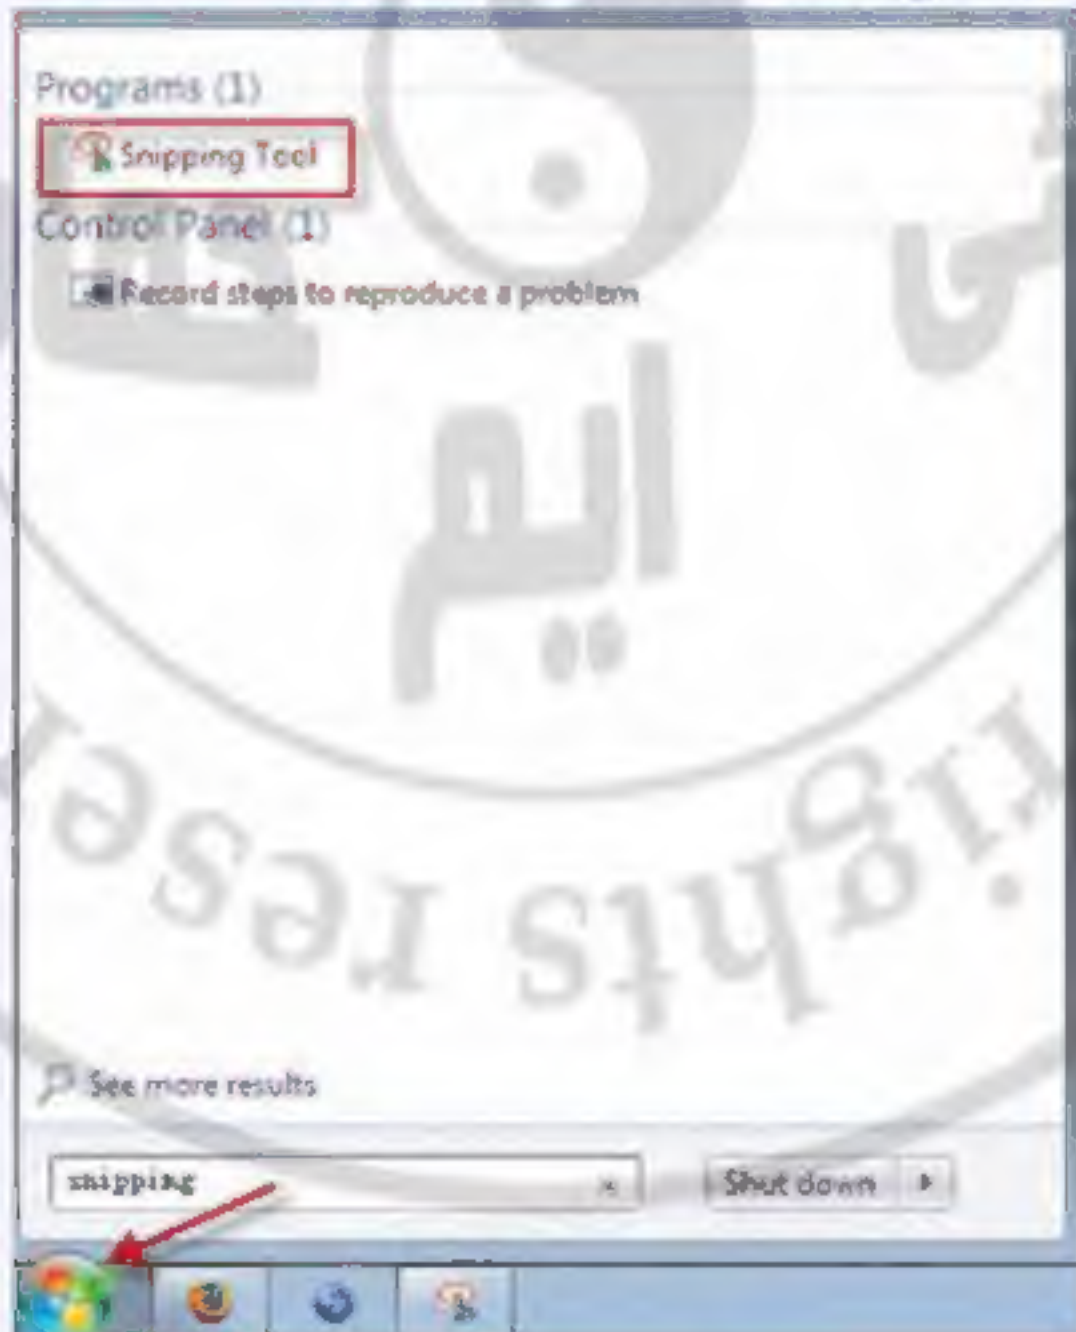 Programs (1)
Snipping Tool
Control Panel (1)
Record steps to reproduce a problem
ايم
rights rese
See more results
snipping
Shut down